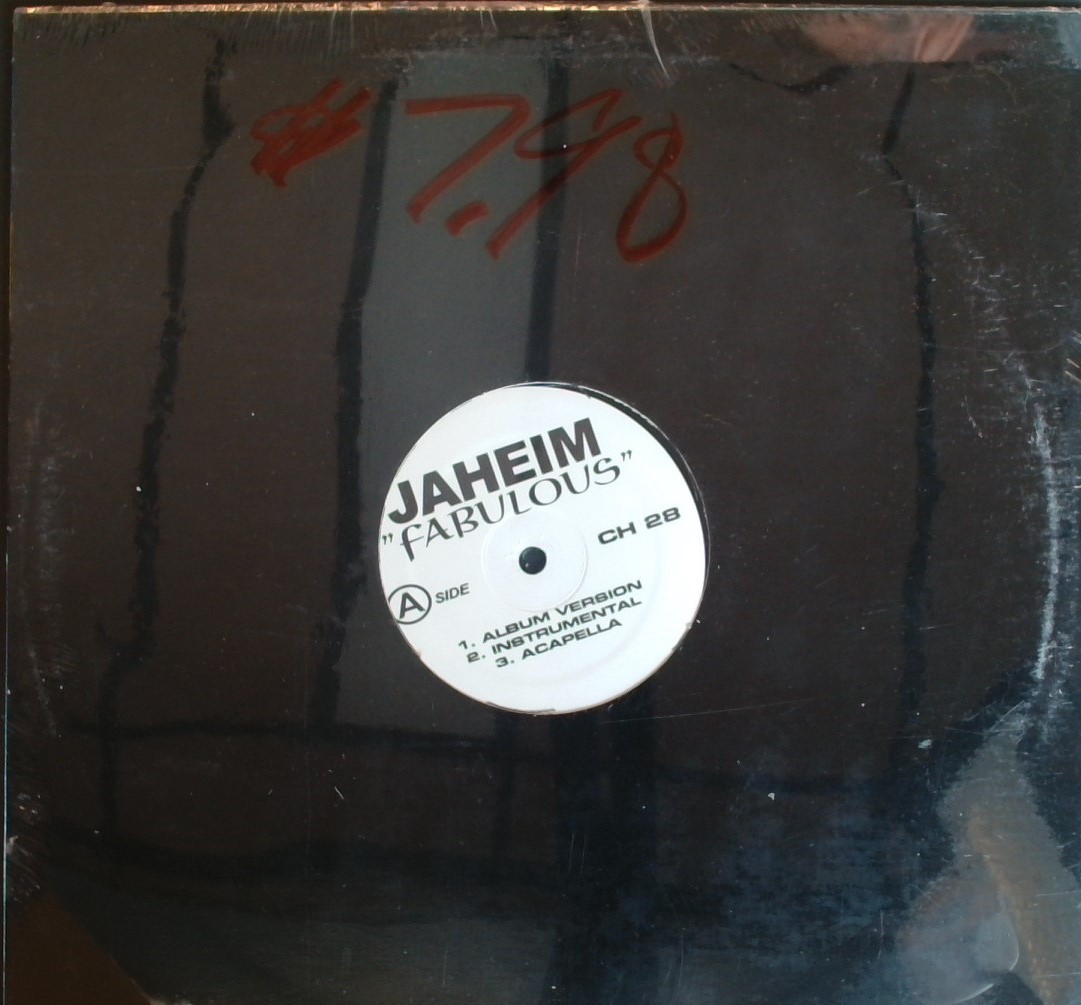 # 7.98
JAHEIM
"FABULOUS"
CH 28
A SIDE
1. ALBUM VERSION
2. INSTRUMENTAL
3. ACAPELLA